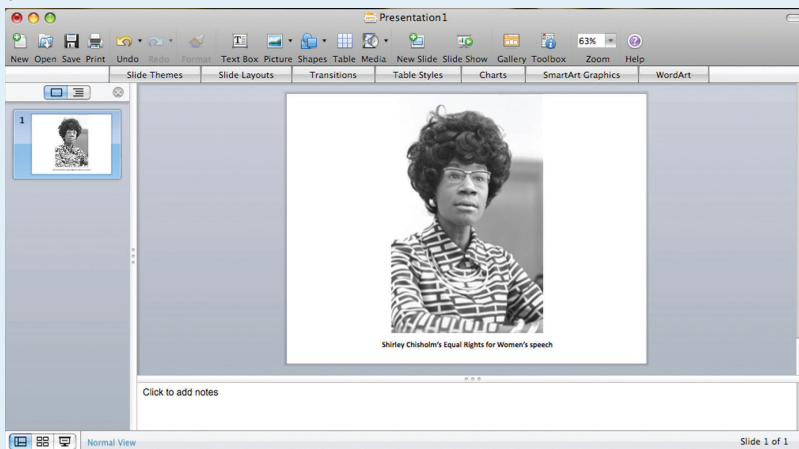 Presentation1
New Open Save Print Undo Redo Format Text Box Picture Shapes Table Media New Slide Slide Show Gallery Toolbox Zoom Help
63%
Slide Themes Slide Layouts Transitions Table Styles Charts SmartArt Graphics WordArt
1
Shirley Chisholm's Equal Rights for Women's speech
Click to add notes
Normal View
Slide 1 of 1